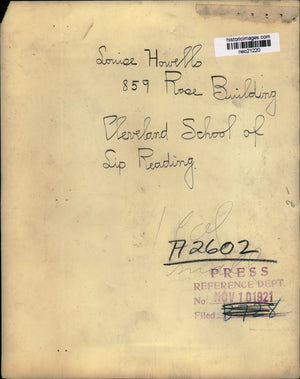 historicimages.com
neo21220
Louise Howells
859 Rose Building
Cleveland School of
Lip Reading.
A2602
PRESS
REFERENCE DEPT.
No. NOV 10 1921
Filed